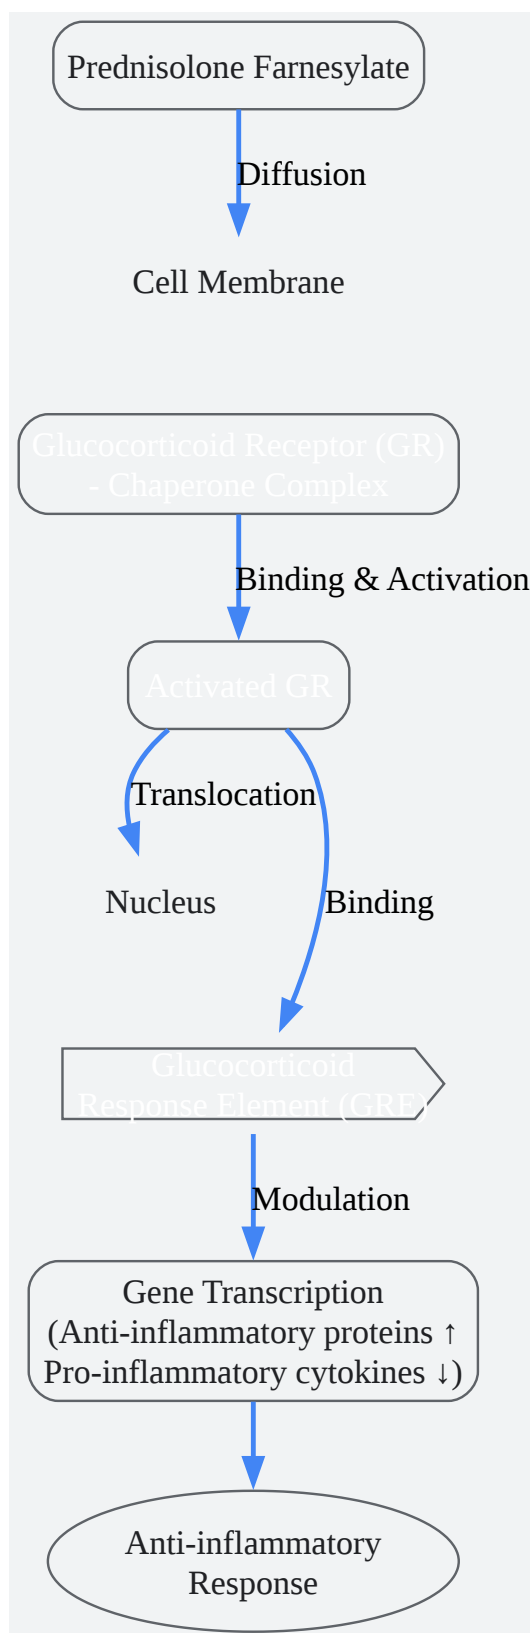 Prednisolone Farnesylate
Diffusion
Cell Membrane
Glucocorticoid Receptor (GR)
- Chaperone Complex
Binding & Activation
Activated GR
Translocation
Nucleus
Binding
Glucocorticoid
Response Element (GRE)
Modulation
Gene Transcription
(Anti-inflammatory proteins ↑
Pro-inflammatory cytokines ↓)
Anti-inflammatory
Response